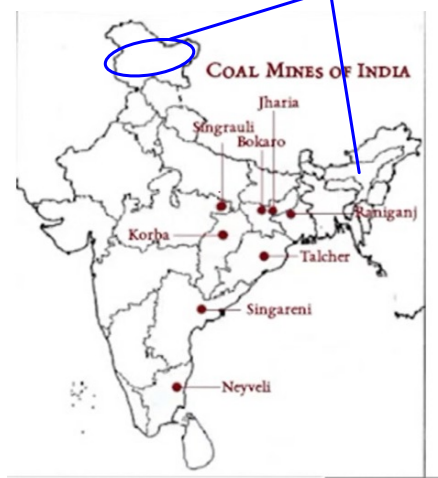 COAL MINES OF INDIA
Jharia
Singrauli
Bokaro
Raniganj
Korba
Talcher
Singareni
Neyveli